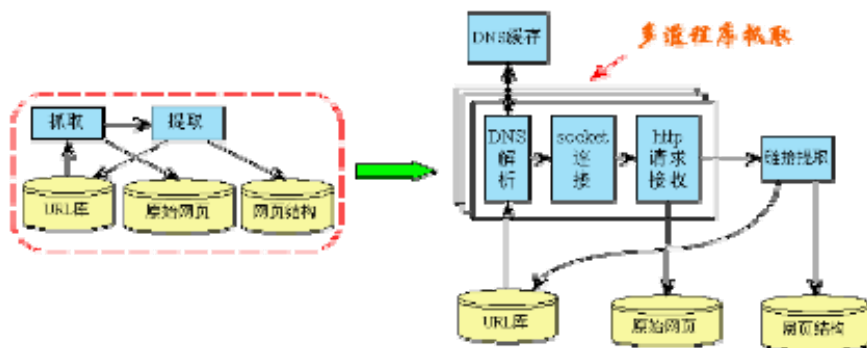 DNS缓存
多道程序抓取
抓取
提取
URL库
原始网页
网页结构
DNS
解析
socket
连接
http
请求
接收
链接提取
URL库
原始网页
网页结构